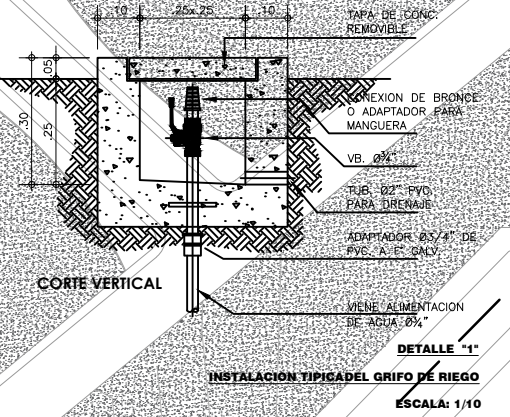 .10
.25x.25
.10
TAPA DE CONC.
REMOVIBLE
.05
.30
.25
CONEXION DE BRONCE
O ADAPTADOR PARA
MANGUERA
VB. Ø¾"
TUB. Ø2" PVC.
PARA DRENAJE
ADAPTADOR Ø3/4" DE
PVC. A F° GALV.
CORTE VERTICAL
VIENE ALIMENTACION
DE AGUA Ø¾"
DETALLE "1"
INSTALACION TIPICADEL GRIFO DE RIEGO
ESCALA: 1/10